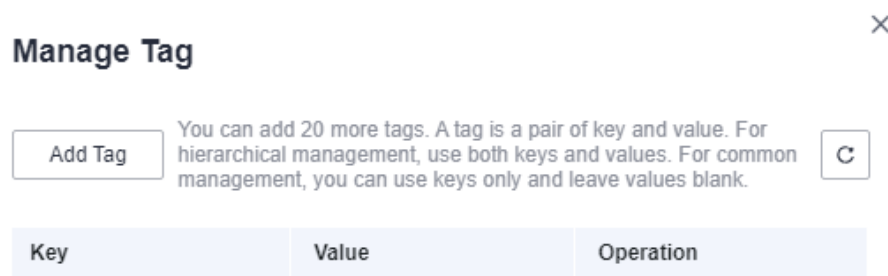 Manage Tag
Add Tag
You can add 20 more tags. A tag is a pair of key and value. For
hierarchical management, use both keys and values. For common
management, you can use keys only and leave values blank.
Key Value Operation